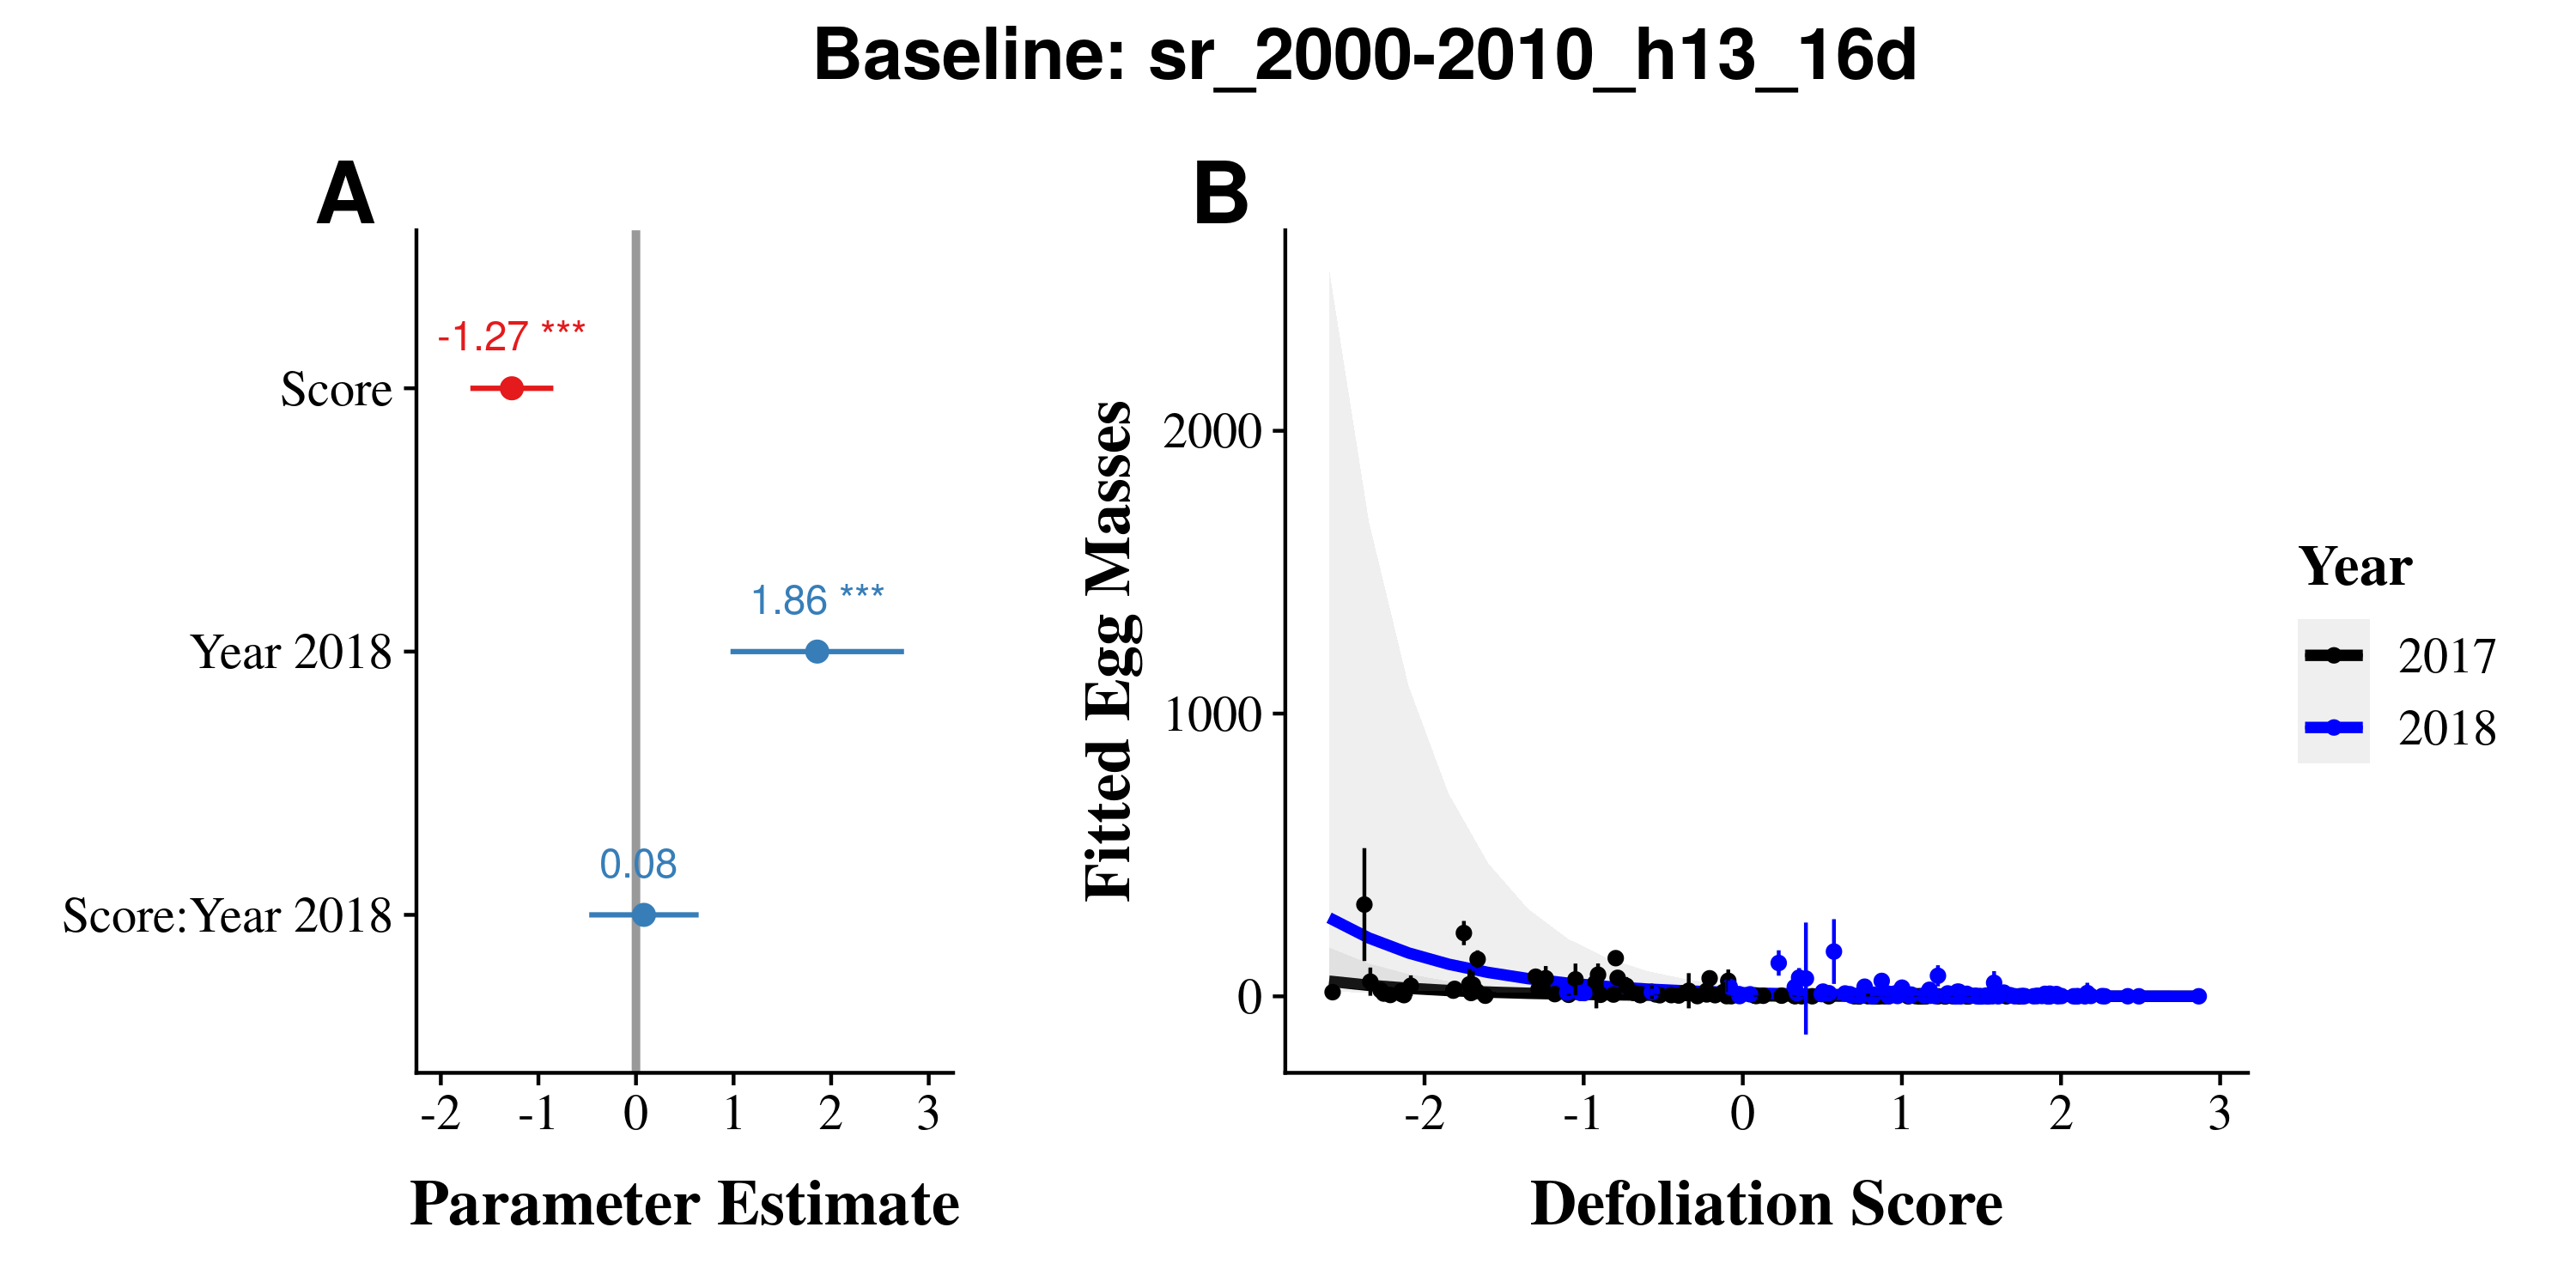 Baseline: sr_2000-2010_h13_16d
A
-1.27 ***
Score
1.86 ***
Year 2018
0.08
Score:Year 2018
-2 -1 0 1 2 3
Parameter Estimate
B
Fitted Egg Masses
2000
1000
0
-2 -1 0 1 2 3
Defoliation Score
Year
2017
2018